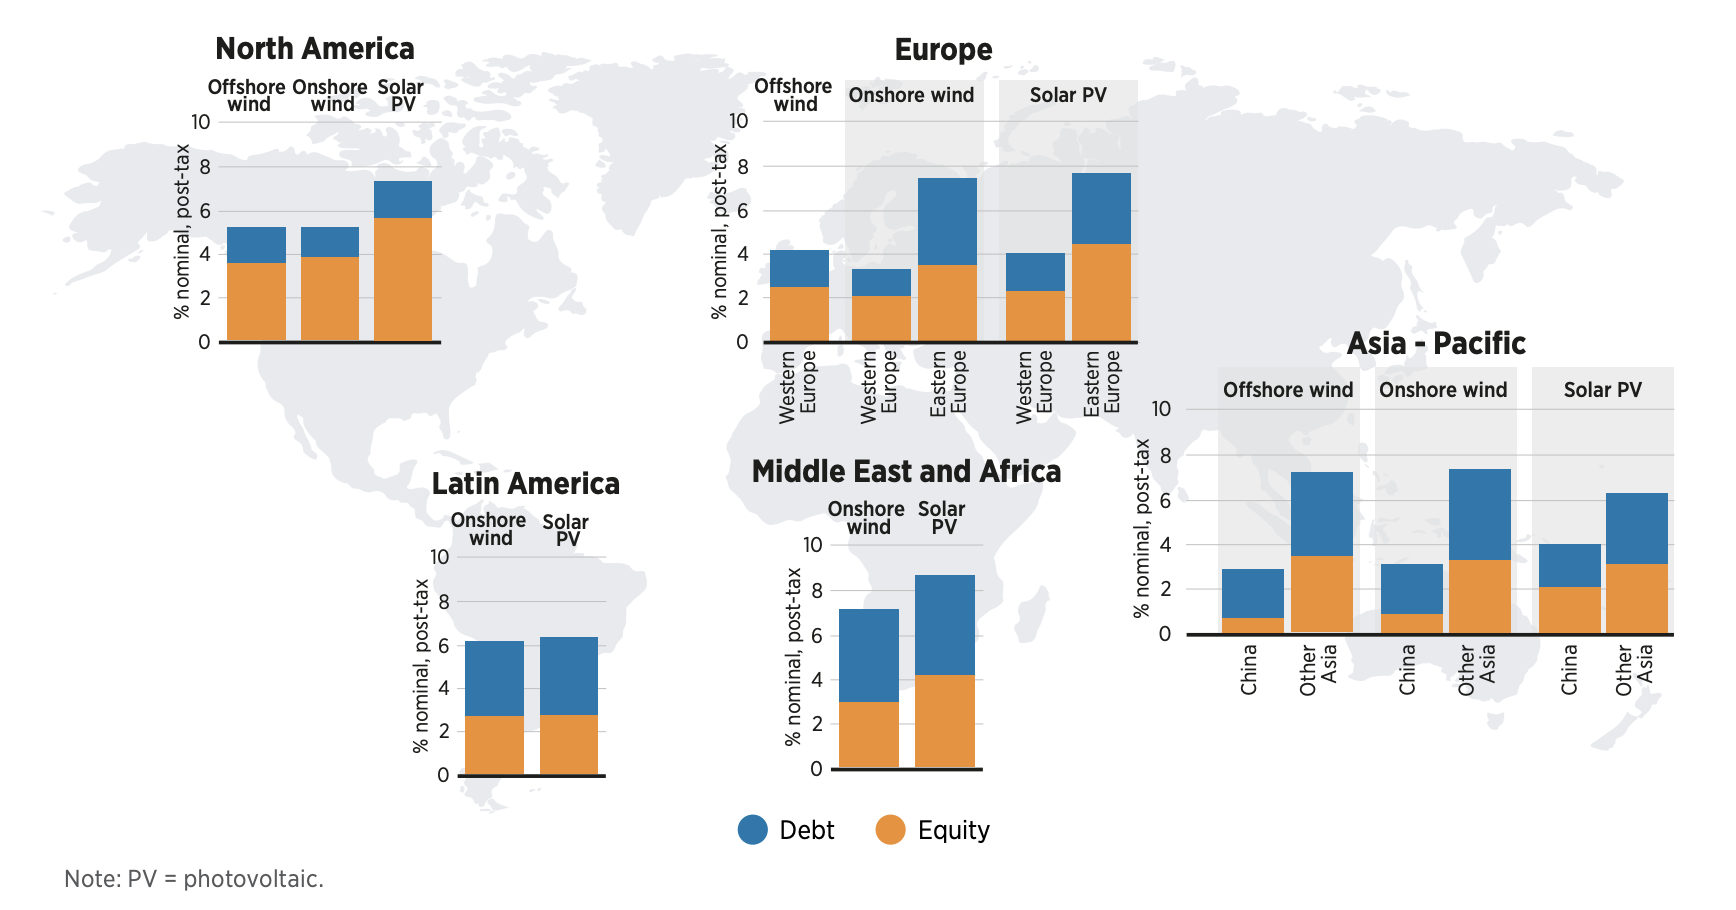 North America
Offshore wind
Onshore wind
Solar PV
% nominal, post-tax
10
8
6
4
2
0
Europe
Offshore wind
Onshore wind
Solar PV
% nominal, post-tax
10
8
6
4
2
0
Western Europe
Western Europe
Eastern Europe
Western Europe
Eastern Europe
Asia - Pacific
Offshore wind
Onshore wind
Solar PV
% nominal, post-tax
10
8
6
4
2
0
China
Other Asia
China
Other Asia
China
Other Asia
Latin America
Onshore wind
Solar PV
% nominal, post-tax
10
8
6
4
2
0
Middle East and Africa
Onshore wind
Solar PV
% nominal, post-tax
10
8
6
4
2
0
Debt
Equity
Note: PV = photovoltaic.